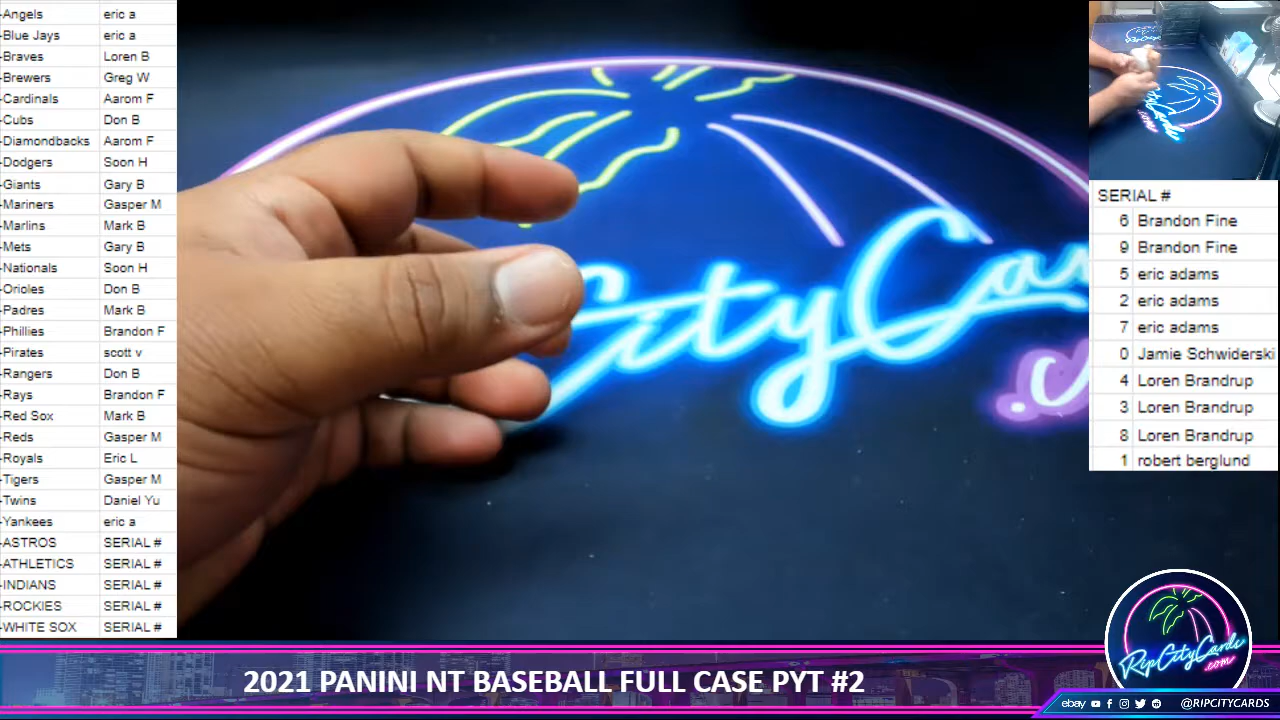 -Angels eric a
-Blue Jays eric a
-Braves Loren B
-Brewers Greg W
-Cardinals Aarom F
-Cubs Don B
-Diamondbacks Aarom F
-Dodgers Soon H
-Giants Gary B
-Mariners Gasper M
-Marlins Mark B
-Mets Gary B
-Nationals Soon H
-Orioles Don B
-Padres Mark B
-Phillies Brandon F
-Pirates scott v
-Rangers Don B
-Rays Brandon F
-Red Sox Mark B
-Reds Gasper M
-Royals Eric L
-Tigers Gasper M
-Twins Daniel Yu
-Yankees eric a
-ASTROS SERIAL #
-ATHLETICS SERIAL #
-INDIANS SERIAL #
-ROCKIES SERIAL #
-WHITE SOX SERIAL #
City Ca
.c
SERIAL #
6 Brandon Fine
9 Brandon Fine
5 eric adams
2 eric adams
7 eric adams
0 Jamie Schwiderski
4 Loren Brandrup
3 Loren Brandrup
8 Loren Brandrup
1 robert berglund
RipCityCards
.com
2021 PANINI NT BASEBALL FULL CASE PYT #2
ebay @RIPCITYCARDS